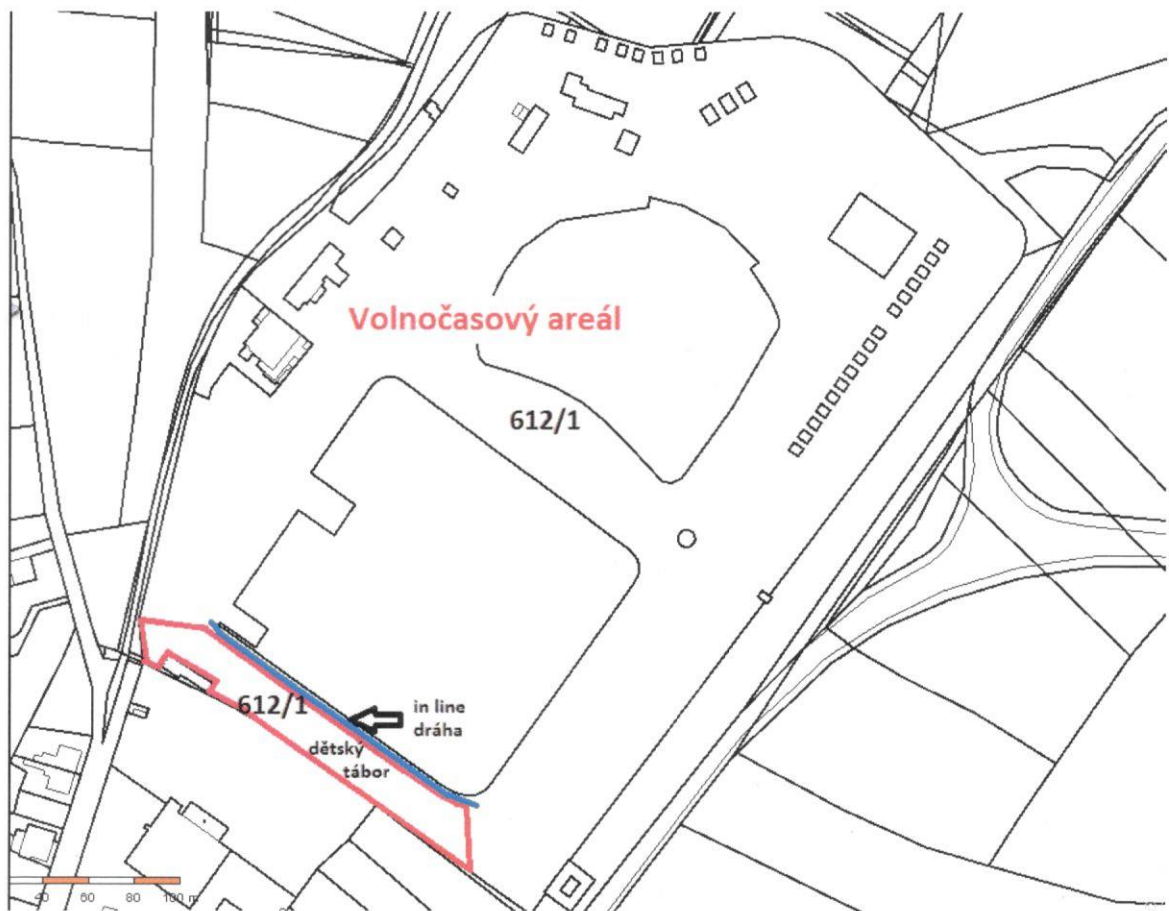 Volnočasový areál
612/1
612/1
in line
dráha
dětský
tábor
40 60 80 100 m